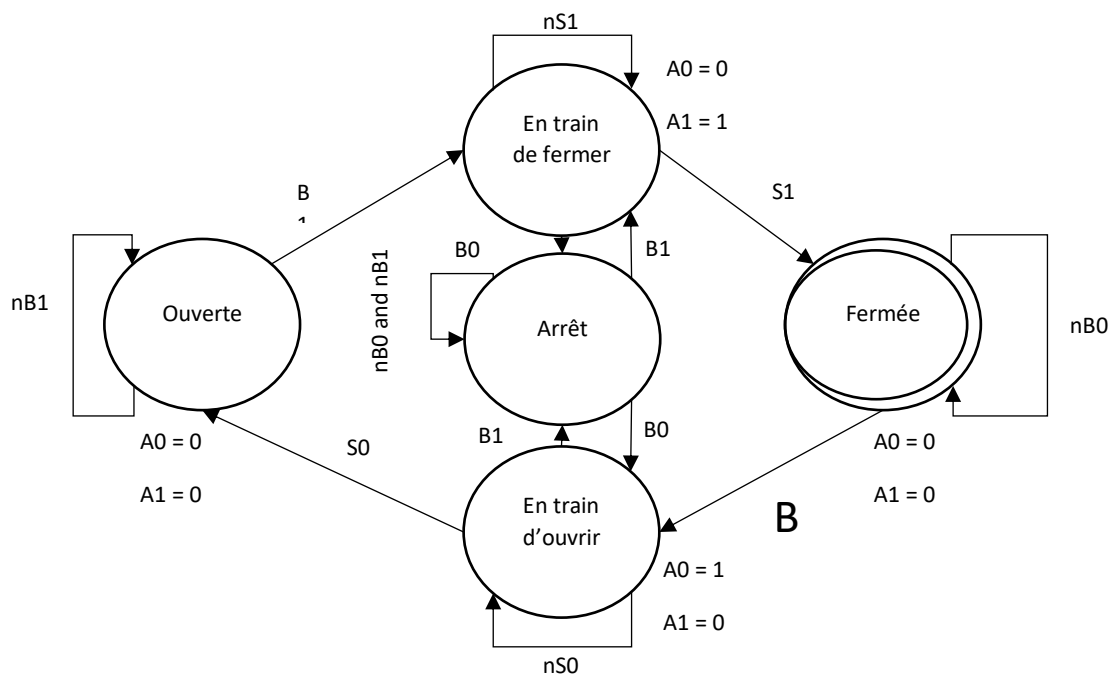 nS1
A0 = 0
A1 = 1
En train
de fermer
S1
B
B0
B1
nB0 and nB1
nB1
Ouverte
Arrêt
Fermée
nB0
A0 = 0
A1 = 0
S0
B1
B0
A0 = 0
A1 = 0
B
En train
d’ouvrir
A0 = 1
A1 = 0
nS0